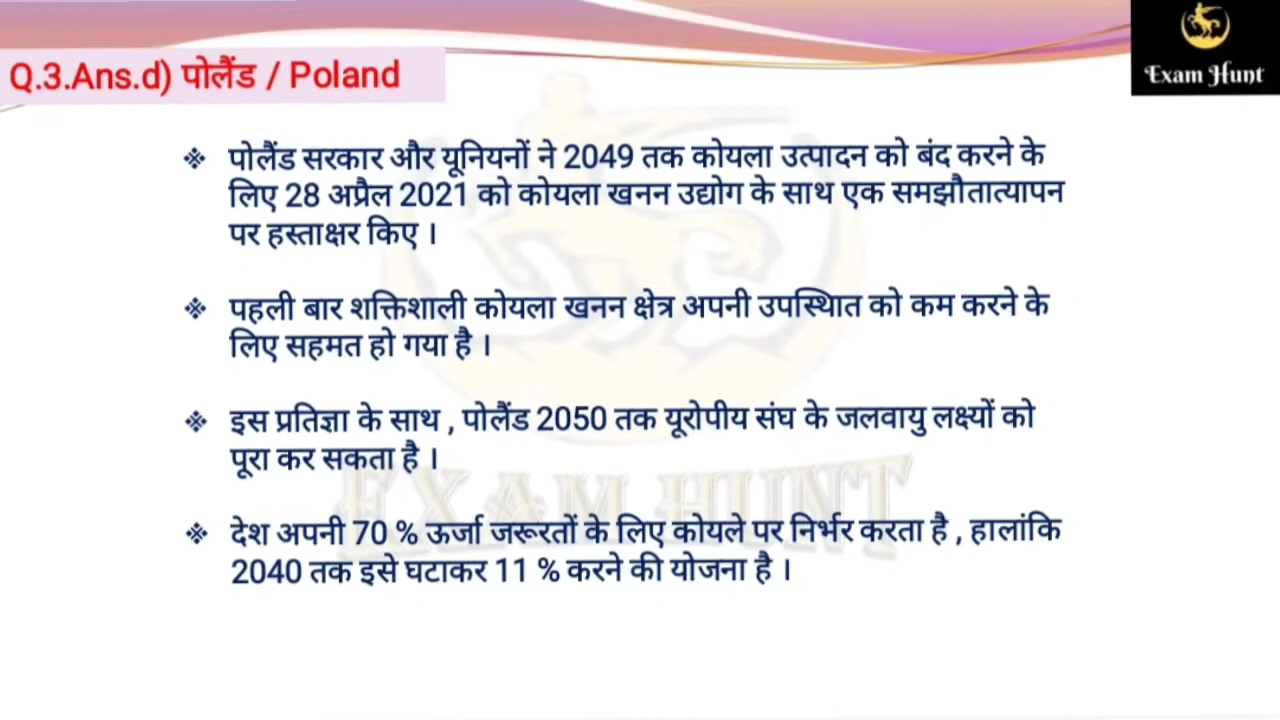 Exam Hunt
Q.3.Ans.d) पोलैंड / Poland
❖ पोलैंड सरकार और यूनियनों ने 2049 तक कोयला उत्पादन को बंद करने के
लिए 28 अप्रैल 2021 को कोयला खनन उद्योग के साथ एक समझौतात्यापन
पर हस्ताक्षर किए ।
❖ पहली बार शक्तिशाली कोयला खनन क्षेत्र अपनी उपस्थिात को कम करने के
लिए सहमत हो गया है ।
❖ इस प्रतिज्ञा के साथ , पोलैंड 2050 तक यूरोपीय संघ के जलवायु लक्ष्यों को
पूरा कर सकता है ।
❖ देश अपनी 70 % ऊर्जा जरूरतों के लिए कोयले पर निर्भर करता है , हालांकि
2040 तक इसे घटाकर 11 % करने की योजना है ।
EXAM HUNT